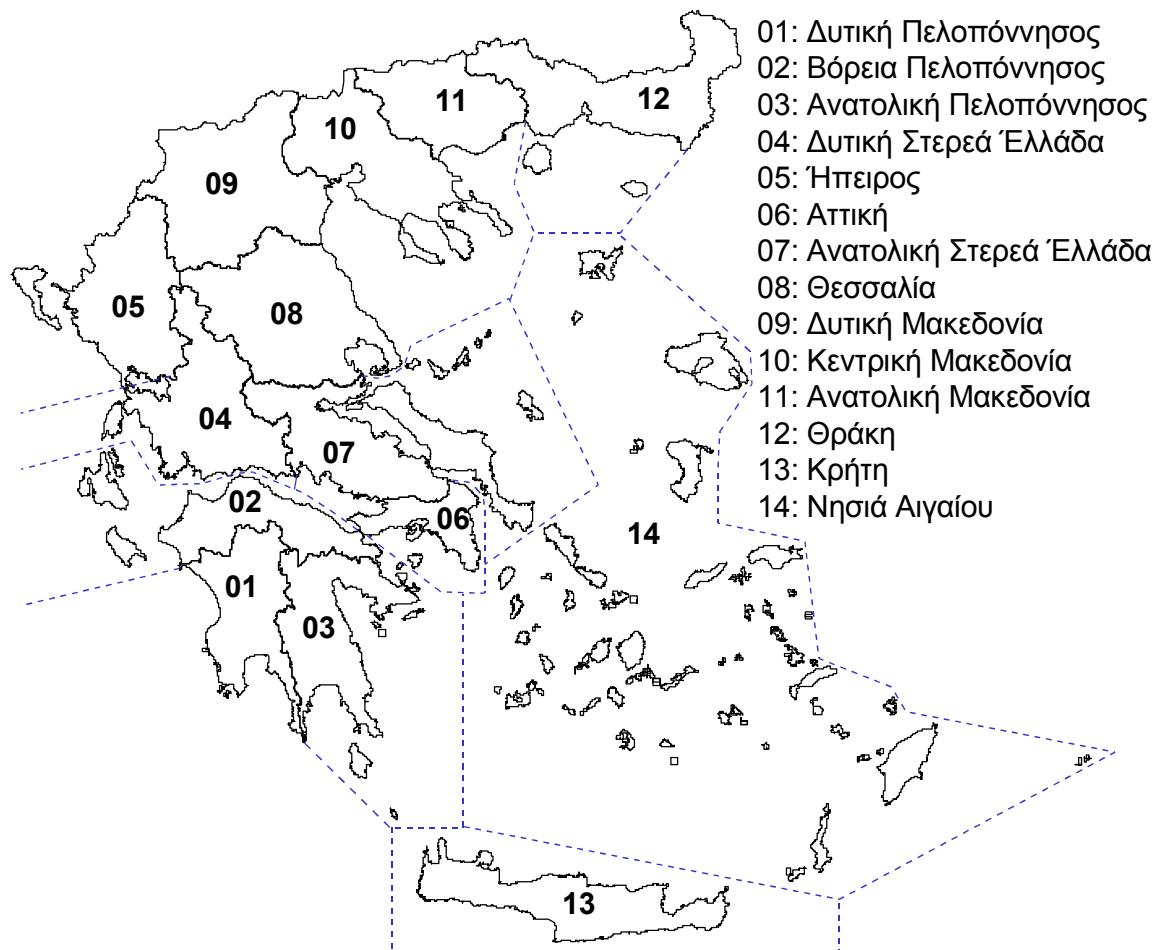 01: Δυτική Πελοπόννησος
02: Βόρεια Πελοπόννησος
03: Ανατολική Πελοπόννησος
04: Δυτική Στερεά Έλλάδα
05: Ήπειρος
06: Αττική
07: Ανατολική Στερεά Έλλάδα
08: Θεσσαλία
09: Δυτική Μακεδονία
10: Κεντρική Μακεδονία
11: Ανατολική Μακεδονία
12: Θράκη
13: Κρήτη
14: Νησιά Αιγαίου
11
12
10
09
05
08
04
07
02
06
14
01
03
13